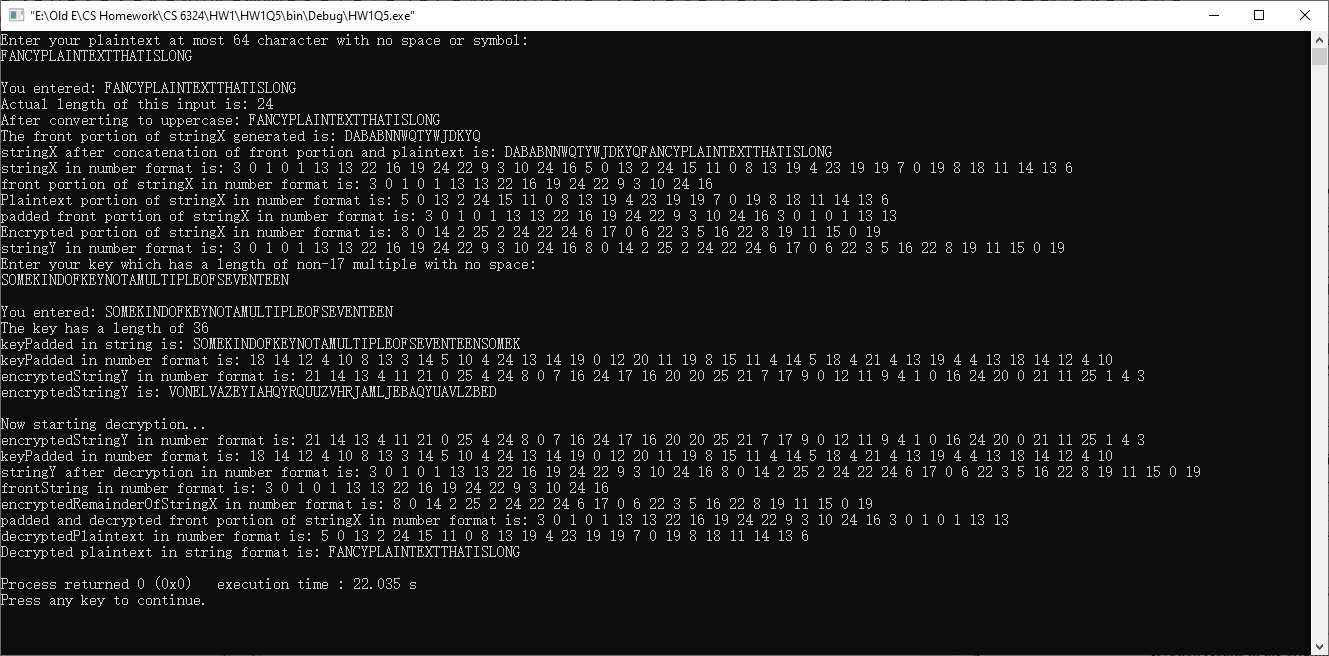 "E:\Old E\CS Homework\CS 6324\HW1\HW1Q5\bin\Debug\HW1Q5.exe"
Enter your plaintext at most 64 character with no space or symbol:
FANCYPLAINTEXTTHATISLONG
You entered: FANCYPLAINTEXTTHATISLONG
Actual length of this input is: 24
After converting to uppercase: FANCYPLAINTEXTTHATISLONG
The front portion of stringX generated is: DABABNNWQTYWJDKYQ
stringX after concatenation of front portion and plaintext is: DABABNNWQTYWJDKYQFANCYPLAINTEXTTHATISLONG
stringX in number format is: 3 0 1 0 1 13 13 22 16 19 24 22 9 3 10 24 16 5 0 13 2 24 15 11 0 8 13 19 4 23 19 19 7 0 19 8 18 11 14 13 6
front portion of stringX in number format is: 3 0 1 0 1 13 13 22 16 19 24 22 9 3 10 24 16
Plaintext portion of stringX in number format is: 5 0 13 2 24 15 11 0 8 13 19 4 23 19 19 7 0 19 8 18 11 14 13 6
padded front portion of stringX in number format is: 3 0 1 0 1 13 13 22 16 19 24 22 9 3 10 24 16 3 0 1 0 1 13 13
Encrypted portion of stringX in number format is: 8 0 14 2 25 2 24 22 24 6 17 0 6 22 3 5 16 22 8 19 11 15 0 19
stringY in number format is: 3 0 1 0 1 13 13 22 16 19 24 22 9 3 10 24 16 8 0 14 2 25 2 24 22 24 6 17 0 6 22 3 5 16 22 8 19 11 15 0 19
Enter your key which has a length of non-17 multiple with no space:
SOMEKINDOFKEYNOTAMULTIPLEOFSEVENTEEN
You entered: SOMEKINDOFKEYNOTAMULTIPLEOFSEVENTEEN
The key has a length of 36
keyPadded in string is: SOMEKINDOFKEYNOTAMULTIPLEOFSEVENTEENSOMEK
keyPadded in number format is: 18 14 12 4 10 8 13 3 14 5 10 4 24 13 14 19 0 12 20 11 19 8 15 11 4 14 5 18 4 21 4 13 19 4 4 13 18 14 12 4 10
encryptedStringY in number format is: 21 14 13 4 11 21 0 25 4 24 8 0 7 16 24 17 16 20 20 25 21 7 17 9 0 12 11 9 4 1 0 16 24 20 0 21 11 25 1 4 3
encryptedStringY is: VONELVAZEYIAHQYRQUUZVHRJAMLJEBAQYUAVLZBED
Now starting decryption...
encryptedStringY in number format is: 21 14 13 4 11 21 0 25 4 24 8 0 7 16 24 17 16 20 20 25 21 7 17 9 0 12 11 9 4 1 0 16 24 20 0 21 11 25 1 4 3
keyPadded in number format is: 18 14 12 4 10 8 13 3 14 5 10 4 24 13 14 19 0 12 20 11 19 8 15 11 4 14 5 18 4 21 4 13 19 4 4 13 18 14 12 4 10
stringY after decryption in number format is: 3 0 1 0 1 13 13 22 16 19 24 22 9 3 10 24 16 8 0 14 2 25 2 24 22 24 6 17 0 6 22 3 5 16 22 8 19 11 15 0 19
frontString in number format is: 3 0 1 0 1 13 13 22 16 19 24 22 9 3 10 24 16
encryptedRemainderOfStringX in number format is: 8 0 14 2 25 2 24 22 24 6 17 0 6 22 3 5 16 22 8 19 11 15 0 19
padded and decrypted front portion of stringX in number format is: 3 0 1 0 1 13 13 22 16 19 24 22 9 3 10 24 16 3 0 1 0 1 13 13
decryptedPlaintext in number format is: 5 0 13 2 24 15 11 0 8 13 19 4 23 19 19 7 0 19 8 18 11 14 13 6
Decrypted plaintext in string format is: FANCYPLAINTEXTTHATISLONG
Process returned 0 (0x0)   execution time : 22.035 s
Press any key to continue.